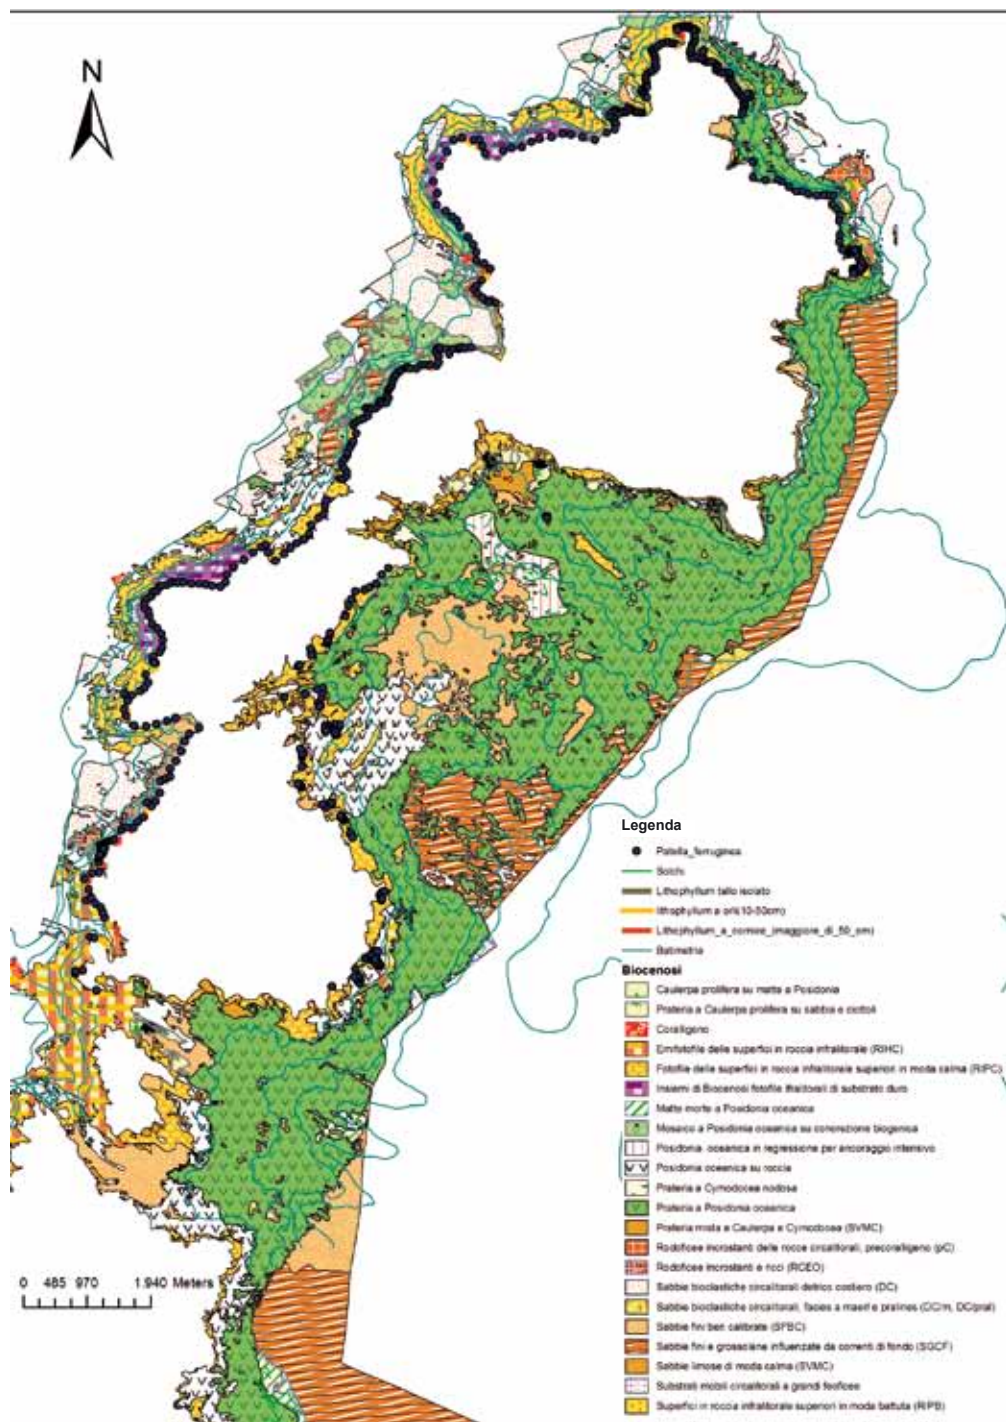 N
Legenda
Patella_ferruginea
Solchi
Lithophyllum tallo isolato
lithophyllum a orli(10-50cm)
Lithophyllum_a_cornice_(maggiore_di_50_cm)
Batimetria
Biocenosi
Caulerpa prolifera su matte a Posidonia
Prateria a Caulerpa prolifera su sabbia e ciottoli
Coralligeno
Emifotofile delle superfici in roccia infralitorale (RIHC)
Fotofile delle superfici in roccia infralitorale superiori in moda calma (RIPC)
Insiemi di Biocenosi fotofile infralitorali di substrato duro
Matte morte a Posidonia oceanica
Mosaico a Posidonia oceanica su concrezione biogenica
Posidonia oceanica in regressione per ancoraggio intensivo
Posidonia oceanica su roccia
Prateria a Cymodocea nodosa
Prateria a Posidonia oceanica
Prateria mista a Caulerpa e Cymodocea (SVMC)
Rodoficee incrostanti delle rocce circalitorali, precoralligeno (pC)
Rodoficee incrostanti e ricci (RCEO)
Sabbie bioclastiche circalitorali detrico costiero (DC)
Sabbie bioclastiche circalitorali, facies a maerl e pralines (DC/m, DC/pral)
Sabbie fini ben calibrate (SFBC)
Sabbie fini e grossolane influenzate da correnti di fondo (SGCF)
Sabbie limose di moda calma (SVMC)
Substrati mobili circalitorali a grandi feoficee
Superfici in roccia infralitorale superiori in moda battuta (RIPB)
0 485 970 1.940 Meters